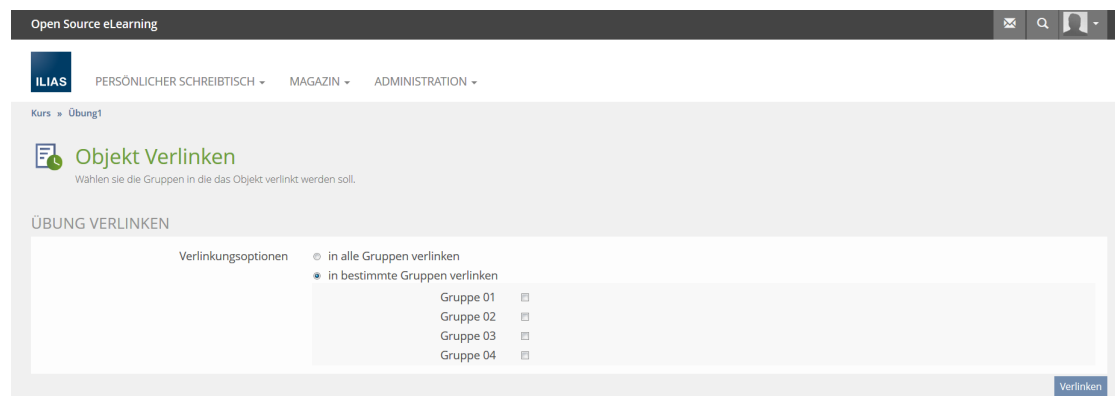 Open Source eLearning
ILIAS PERSÖNLICHER SCHREIBTISCH MAGAZIN ADMINISTRATION
Kurs » Übung1
Objekt Verlinken
Wählen sie die Gruppen in die das Objekt verlinkt werden soll.
ÜBUNG VERLINKEN
Verlinkungsoptionen in alle Gruppen verlinken
in bestimmte Gruppen verlinken
Gruppe 01
Gruppe 02
Gruppe 03
Gruppe 04
Verlinken